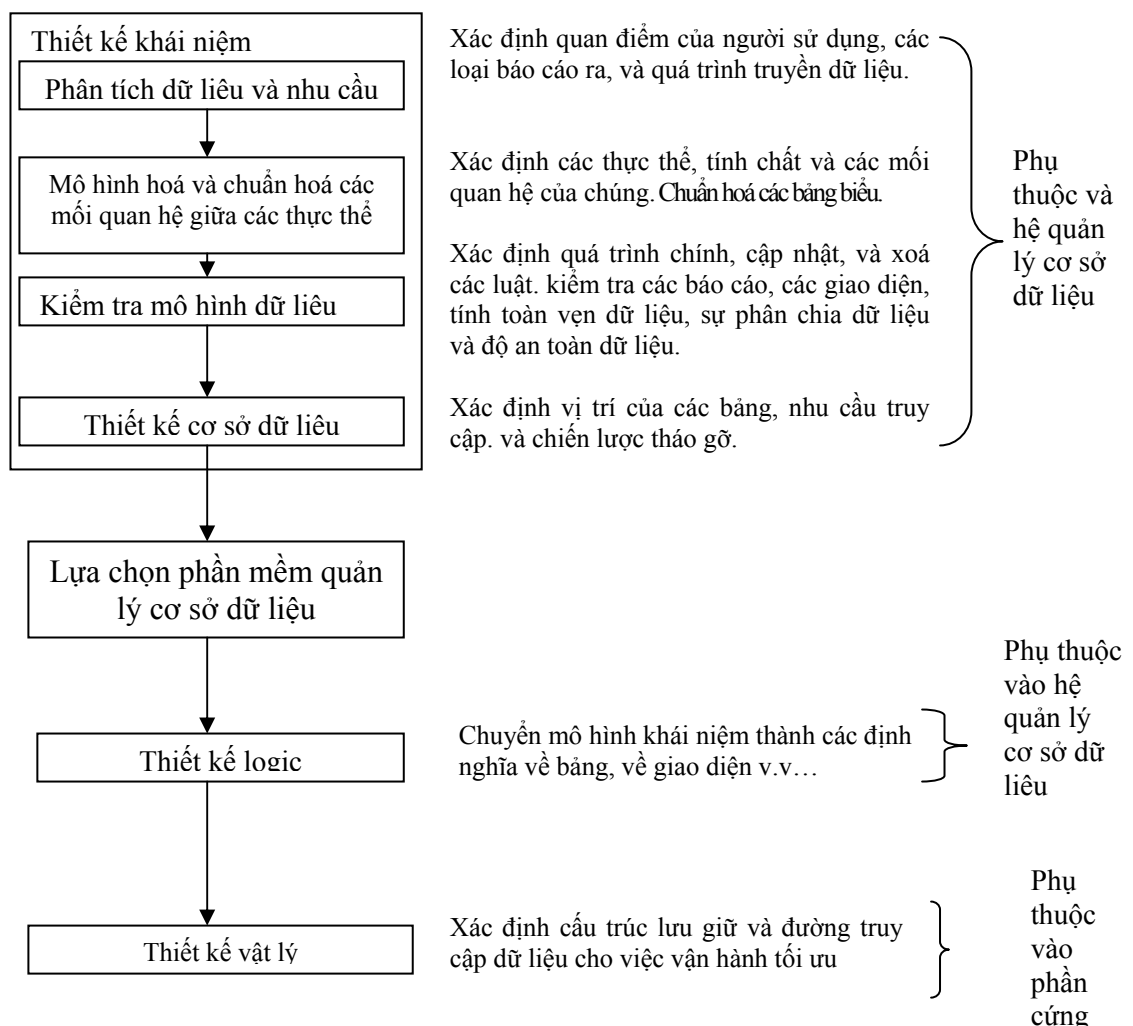 Thiết kế khái niệm
Phân tích dữ liêu và nhu cầu
Xác định quan điểm của người sử dụng, các
loại báo cáo ra, và quá trình truyền dữ liệu.
Mô hình hoá và chuẩn hoá các
mối quan hệ giữa các thực thể
Xác định các thực thể, tính chất và các mối
quan hệ của chúng. Chuẩn hoá các bảng biểu.
Kiểm tra mô hình dữ liêu
Xác định quá trình chính, cập nhật, và xoá
các luật. kiểm tra các báo cáo, các giao diện,
tính toàn vẹn dữ liệu, sự phân chia dữ liệu
và độ an toàn dữ liệu.
Thiết kế cơ sở dữ liêu
Xác định vị trí của các bảng, nhu cầu truy
cập. và chiến lược tháo gỡ.
Phụ
thuộc và
hệ quản
lý cơ sở
dữ liệu
Lựa chọn phần mềm quản
lý cơ sở dữ liệu
Thiết kế logic
Chuyển mô hình khái niệm thành các định
nghĩa về bảng, về giao diện v.v…
Phụ thuộc
vào hệ
quản lý
cơ sở dữ
liêu
Thiết kế vật lý
Xác định cấu trúc lưu giữ và đường truy
cập dữ liệu cho việc vận hành tối ưu
Phụ
thuộc
vào
phần
cứng